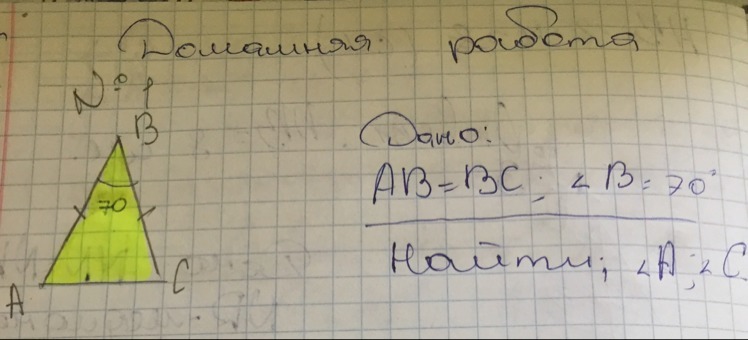 Домашняя работа
№ 1
B
70
A
C
Дано:
AB = BC; ∠B = 70°
Найти; ∠A; ∠C